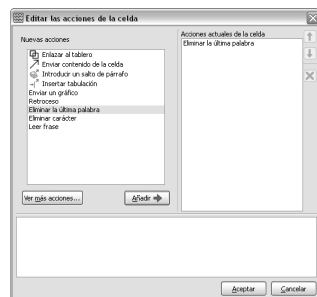 Editar las acciones de la celda
Nuevas acciones
Enlazar al tablero
Enviar contenido de la celda
Introducir un salto de párrafo
Insertar tabulación
Enviar un gráfico
Retroceso
Eliminar la última palabra
Eliminar carácter
Leer frase
Ver más acciones...
Añadir
Acciones actuales de la celda
Eliminar la última palabra
Aceptar
Cancelar